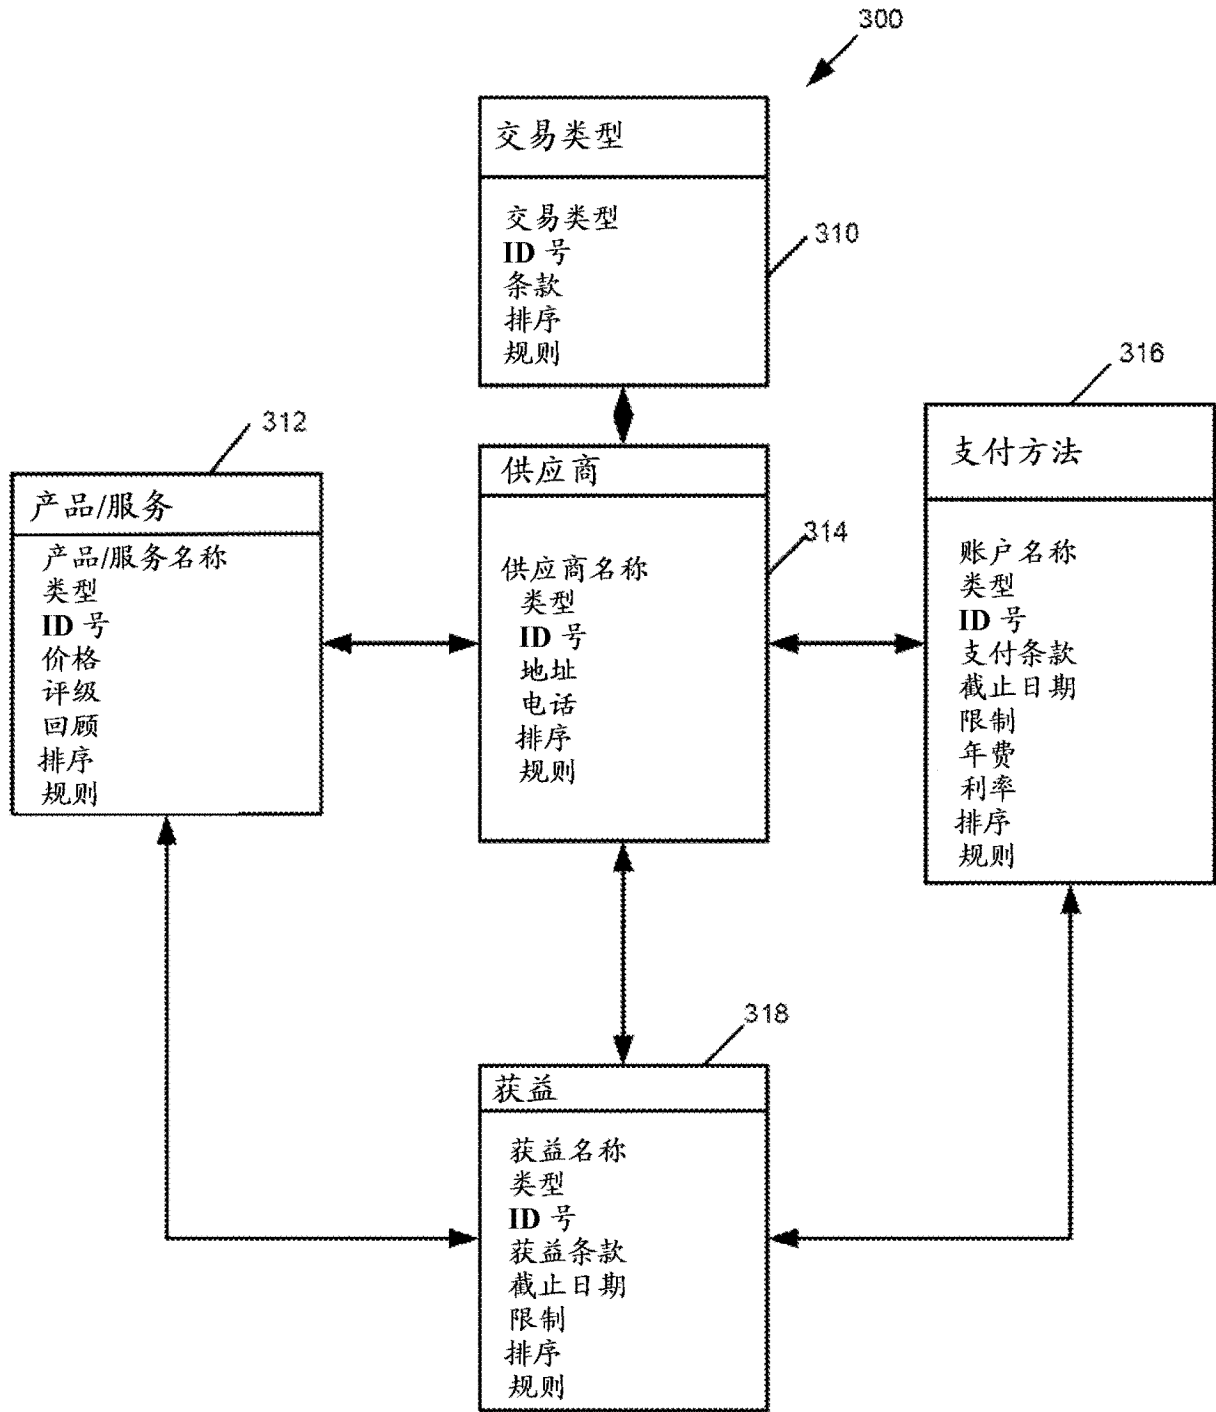 300
交易类型
交易类型
ID 号
条款
排序
规则
310
312
产品/服务
产品/服务名称
类型
ID 号
价格
评级
回顾
排序
规则
供应商
供应商名称
类型
ID 号
地址
电话
排序
规则
314
316
支付方法
账户名称
类型
ID 号
支付条款
截止日期
限制
年费
利率
排序
规则
318
获益
获益名称
类型
ID 号
获益条款
截止日期
限制
排序
规则